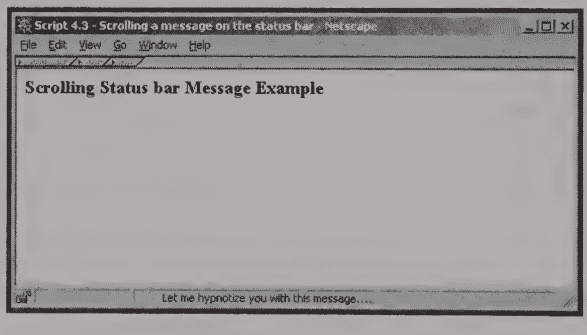 Script 4.3 - Scrolling a message on the status bar - Netscape
File Edit View Go Window Help
Scrolling Status bar Message Example
Let me hypnotize you with this message....